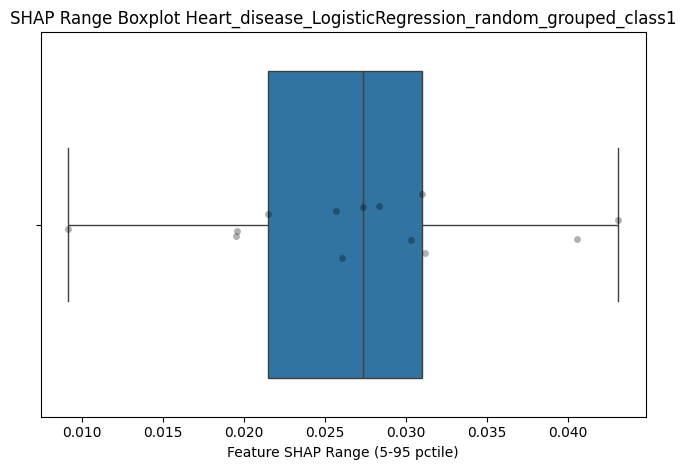 SHAP Range Boxplot Heart_disease_LogisticRegression_random_grouped_class1
0.010 0.015 0.020 0.025 0.030 0.035 0.040
Feature SHAP Range (5-95 pctile)